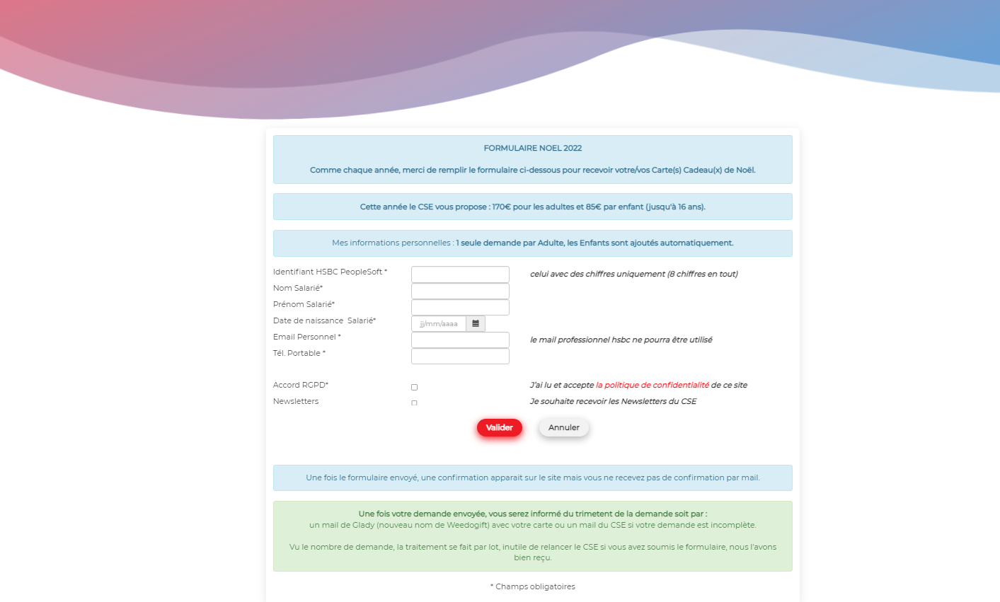 FORMULAIRE NOEL 2022
Comme chaque année, merci de remplir le formulaire ci-dessous pour recevoir votre/vos Carte(s) Cadeau(x) de Noël.
Cette année le CSE vous propose : 170€ pour les adultes et 85€ par enfant (jusqu'à 16 ans).
Mes informations personnelles : 1 seule demande par Adulte, les Enfants sont ajoutés automatiquement.
Identifiant HSBC PeopleSoft * celui avec des chiffres uniquement (8 chiffres en tout)
Nom Salarié*
Prénom Salarié*
Date de naissance Salarié* jj/mm/aaaa
Email Personnel * le mail professionnel hsbc ne pourra être utilisé
Tél. Portable *
Accord RGPD* J'ai lu et accepte la politique de confidentialité de ce site
Newsletters Je souhaite recevoir les Newsletters du CSE
Valider Annuler
Une fois le formulaire envoyé, une confirmation apparait sur le site mais vous ne recevez pas de confirmation par mail.
Une fois votre demande envoyée, vous serez informé du trimetent de la demande soit par :
un mail de Glady (nouveau nom de Weedogift) avec votre carte ou un mail du CSE si votre demande est incomplète.
Vu le nombre de demande, la traitement se fait par lot, inutile de relancer le CSE si vous avez soumis le formulaire, nous l'avons
bien reçu.
* Champs obligatoires